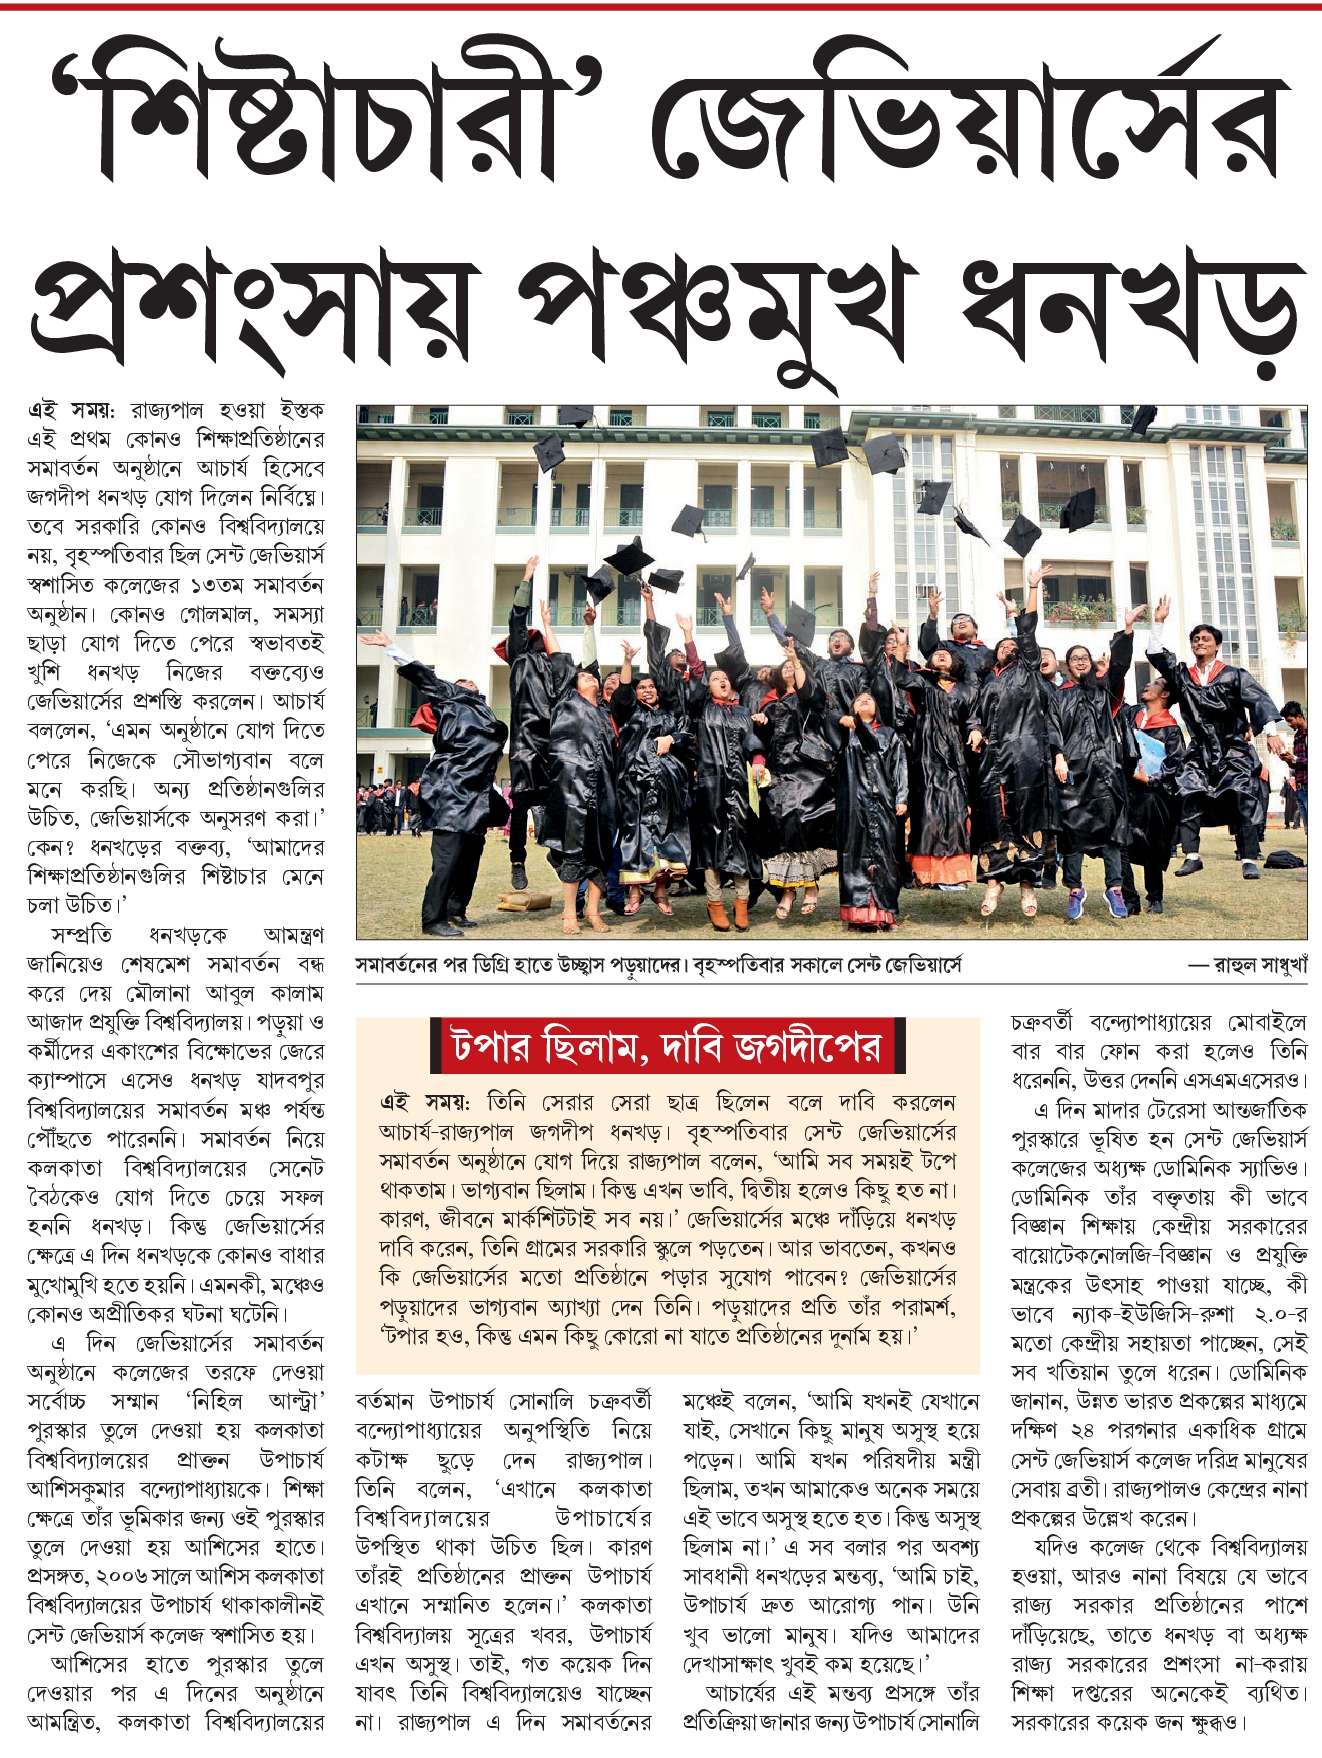 ‘শিষ্টাচারী’ জেভিয়ার্সের
প্রশংসায় পঞ্চমুখ ধনখড়
এই সময়: রাজ্যপাল হওয়া ইস্তক
এই প্রথম কোনও শিক্ষাপ্রতিষ্ঠানের
সমাবর্তন অনুষ্ঠানে আচার্য হিসেবে
জগদীপ ধনখড় যোগ দিলেন নির্বিঘ্নে।
তবে সরকারি কোনও বিশ্ববিদ্যালয়ে
নয়, বৃহস্পতিবার ছিল সেন্ট জেভিয়ার্স
স্বশাসিত কলেজের ১৩তম সমাবর্তন
অনুষ্ঠান। কোনও গোলমাল, সমস্যা
ছাড়া যোগ দিতে পেরে স্বভাবতই
খুশি ধনখড় নিজের বক্তব্যেও
জেভিয়ার্সের প্রশস্তি করলেন। আচার্য
বললেন, ‘এমন অনুষ্ঠানে যোগ দিতে
পেরে নিজেকে সৌভাগ্যবান বলে
মনে করছি। অন্য প্রতিষ্ঠানগুলির
উচিত, জেভিয়ার্সকে অনুসরণ করা।’
কেন? ধনখড়ের বক্তব্য, ‘আমাদের
শিক্ষাপ্রতিষ্ঠানগুলির শিষ্টাচার মেনে
চলা উচিত।’
সম্প্রতি ধনখড়কে আমন্ত্রণ
জানিয়েও শেষমেশ সমাবর্তন বন্ধ
করে দেয় মৌলানা আবুল কালাম
আজাদ প্রযুক্তি বিশ্ববিদ্যালয়। পড়ুয়া ও
কর্মীদের একাংশের বিক্ষোভের জেরে
ক্যাম্পাসে এসেও ধনখড় যাদবপুর
বিশ্ববিদ্যালয়ের সমাবর্তন মঞ্চ পর্যন্ত
পৌঁছতে পারেননি। সমাবর্তন নিয়ে
কলকাতা বিশ্ববিদ্যালয়ের সেনেট
বৈঠকেও যোগ দিতে চেয়ে সফল
হননি ধনখড়। কিন্তু জেভিয়ার্সের
ক্ষেত্রে এ দিন ধনখড়কে কোনও বাধার
মুখোমুখি হতে হয়নি। এমনকী, মঞ্চেও
কোনও অপ্রীতিকর ঘটনা ঘটেনি।
এ দিন জেভিয়ার্সের সমাবর্তন
অনুষ্ঠানে কলেজের তরফে দেওয়া
সর্বোচ্চ সম্মান ‘নিহিল আল্ট্রা’
পুরস্কার তুলে দেওয়া হয় কলকাতা
বিশ্ববিদ্যালয়ের প্রাক্তন উপাচার্য
আশিসকুমার বন্দ্যোপাধ্যায়কে। শিক্ষা
ক্ষেত্রে তাঁর ভূমিকার জন্য ওই পুরস্কার
তুলে দেওয়া হয় আশিসের হাতে।
প্রসঙ্গত, ২০০৬ সালে আশিস কলকাতা
বিশ্ববিদ্যালয়ের উপাচার্য থাকাকালীনই
সেন্ট জেভিয়ার্স কলেজ স্বশাসিত হয়।
আশিসের হাতে পুরস্কার তুলে
দেওয়ার পর এ দিনের অনুষ্ঠানে
আমন্ত্রিত, কলকাতা বিশ্ববিদ্যালয়ের
সমাবর্তনের পর ডিগ্রি হাতে উচ্ছ্বাস পড়ুয়াদের। বৃহস্পতিবার সকালে সেন্ট জেভিয়ার্সে
— রাহুল সাধুখাঁ
টপার ছিলাম, দাবি জগদীপের
এই সময়: তিনি সেরার সেরা ছাত্র ছিলেন বলে দাবি করলেন
আচার্য-রাজ্যপাল জগদীপ ধনখড়। বৃহস্পতিবার সেন্ট জেভিয়ার্সের
সমাবর্তন অনুষ্ঠানে যোগ দিয়ে রাজ্যপাল বলেন, ‘আমি সব সময়ই টপে
থাকতাম। ভাগ্যবান ছিলাম। কিন্তু এখন ভাবি, দ্বিতীয় হলেও কিছু হত না।
কারণ, জীবনে মার্কশিটটাই সব নয়।’ জেভিয়ার্সের মঞ্চে দাঁড়িয়ে ধনখড়
দাবি করেন, তিনি গ্রামের সরকারি স্কুলে পড়তেন। আর ভাবতেন, কখনও
কি জেভিয়ার্সের মতো প্রতিষ্ঠানে পড়ার সুযোগ পাবেন? জেভিয়ার্সের
পড়ুয়াদের ভাগ্যবান অ্যাখ্যা দেন তিনি। পড়ুয়াদের প্রতি তাঁর পরামর্শ,
‘টপার হও, কিন্তু এমন কিছু কোরো না যাতে প্রতিষ্ঠানের দুর্নাম হয়।’
বর্তমান উপাচার্য সোনালি চক্রবর্তী
বন্দ্যোপাধ্যায়ের অনুপস্থিতি নিয়ে
কটাক্ষ ছুড়ে দেন রাজ্যপাল।
তিনি বলেন, ‘এখানে কলকাতা
বিশ্ববিদ্যালয়ের উপাচার্যের
উপস্থিত থাকা উচিত ছিল। কারণ
তাঁরই প্রতিষ্ঠানের প্রাক্তন উপাচার্য
এখানে সম্মানিত হলেন।’ কলকাতা
বিশ্ববিদ্যালয় সূত্রের খবর, উপাচার্য
এখন অসুস্থ। তাই, গত কয়েক দিন
যাবৎ তিনি বিশ্ববিদ্যালয়েও যাচ্ছেন
না। রাজ্যপাল এ দিন সমাবর্তনের
মঞ্চেই বলেন, ‘আমি যখনই যেখানে
যাই, সেখানে কিছু মানুষ অসুস্থ হয়ে
পড়েন। আমি যখন পরিষদীয় মন্ত্রী
ছিলাম, তখন আমাকেও অনেক সময়ে
এই ভাবে অসুস্থ হতে হত। কিন্তু অসুস্থ
ছিলাম না।’ এ সব বলার পর অবশ্য
সাবধানী ধনখড়ের মন্তব্য, ‘আমি চাই,
উপাচার্য দ্রুত আরোগ্য পান। উনি
খুব ভালো মানুষ। যদিও আমাদের
দেখাসাক্ষাৎ খুবই কম হয়েছে।’
আচার্যের এই মন্তব্য প্রসঙ্গে তাঁর
প্রতিক্রিয়া জানার জন্য উপাচার্য সোনালি
চক্রবর্তী বন্দ্যোপাধ্যায়ের মোবাইলে
বার বার ফোন করা হলেও তিনি
ধরেননি, উত্তর দেননি এসএমএসেরও।
এ দিন মাদার টেরেসা আন্তর্জাতিক
পুরস্কারে ভূষিত হন সেন্ট জেভিয়ার্স
কলেজের অধ্যক্ষ ডোমিনিক স্যাভিও।
ডোমিনিক তাঁর বক্তৃতায় কী ভাবে
বিজ্ঞান শিক্ষায় কেন্দ্রীয় সরকারের
বায়োটেকনোলজি-বিজ্ঞান ও প্রযুক্তি
মন্ত্রকের উৎসাহ পাওয়া যাচ্ছে, কী
ভাবে ন্যাক-ইউজিসি-রুশা ২.০-র
মতো কেন্দ্রীয় সহায়তা পাচ্ছেন, সেই
সব খতিয়ান তুলে ধরেন। ডোমিনিক
জানান, উন্নত ভারত প্রকল্পের মাধ্যমে
দক্ষিণ ২৪ পরগনার একাধিক গ্রামে
সেন্ট জেভিয়ার্স কলেজ দরিদ্র মানুষের
সেবায় ব্রতী। রাজ্যপালও কেন্দ্রের নানা
প্রকল্পের উল্লেখ করেন।
যদিও কলেজ থেকে বিশ্ববিদ্যালয়
হওয়া, আরও নানা বিষয়ে যে ভাবে
রাজ্য সরকার প্রতিষ্ঠানের পাশে
দাঁড়িয়েছে, তাতে ধনখড় বা অধ্যক্ষ
রাজ্য সরকারের প্রশংসা না-করায়
শিক্ষা দপ্তরের অনেকেই ব্যথিত।
সরকারের কয়েক জন ক্ষুব্ধও।